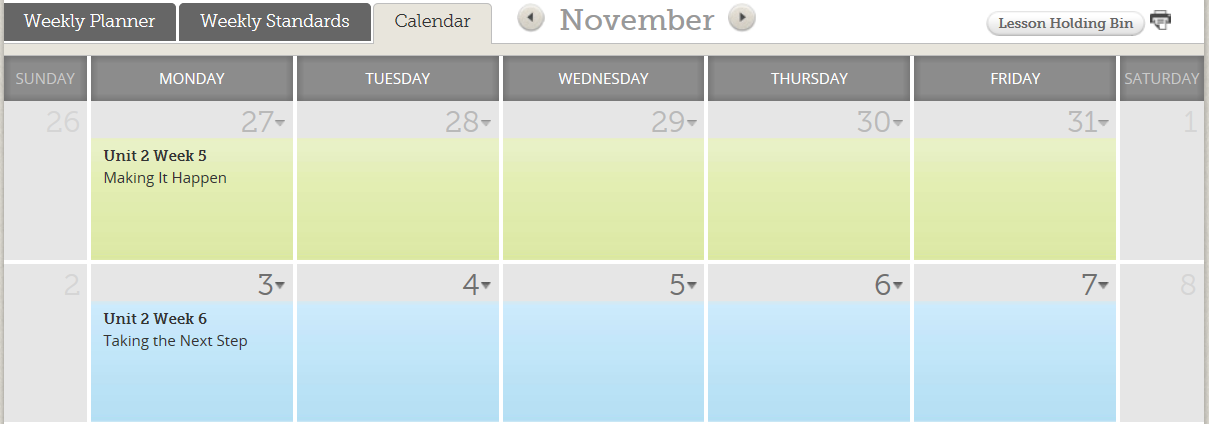 Weekly Planner Weekly Standards Calendar November Lesson Holding Bin
SUNDAY MONDAY TUESDAY WEDNESDAY THURSDAY FRIDAY SATURDAY
26 27 28 29 30 31 1
Unit 2 Week 5
Making It Happen
2 3 4 5 6 7 8
Unit 2 Week 6
Taking the Next Step